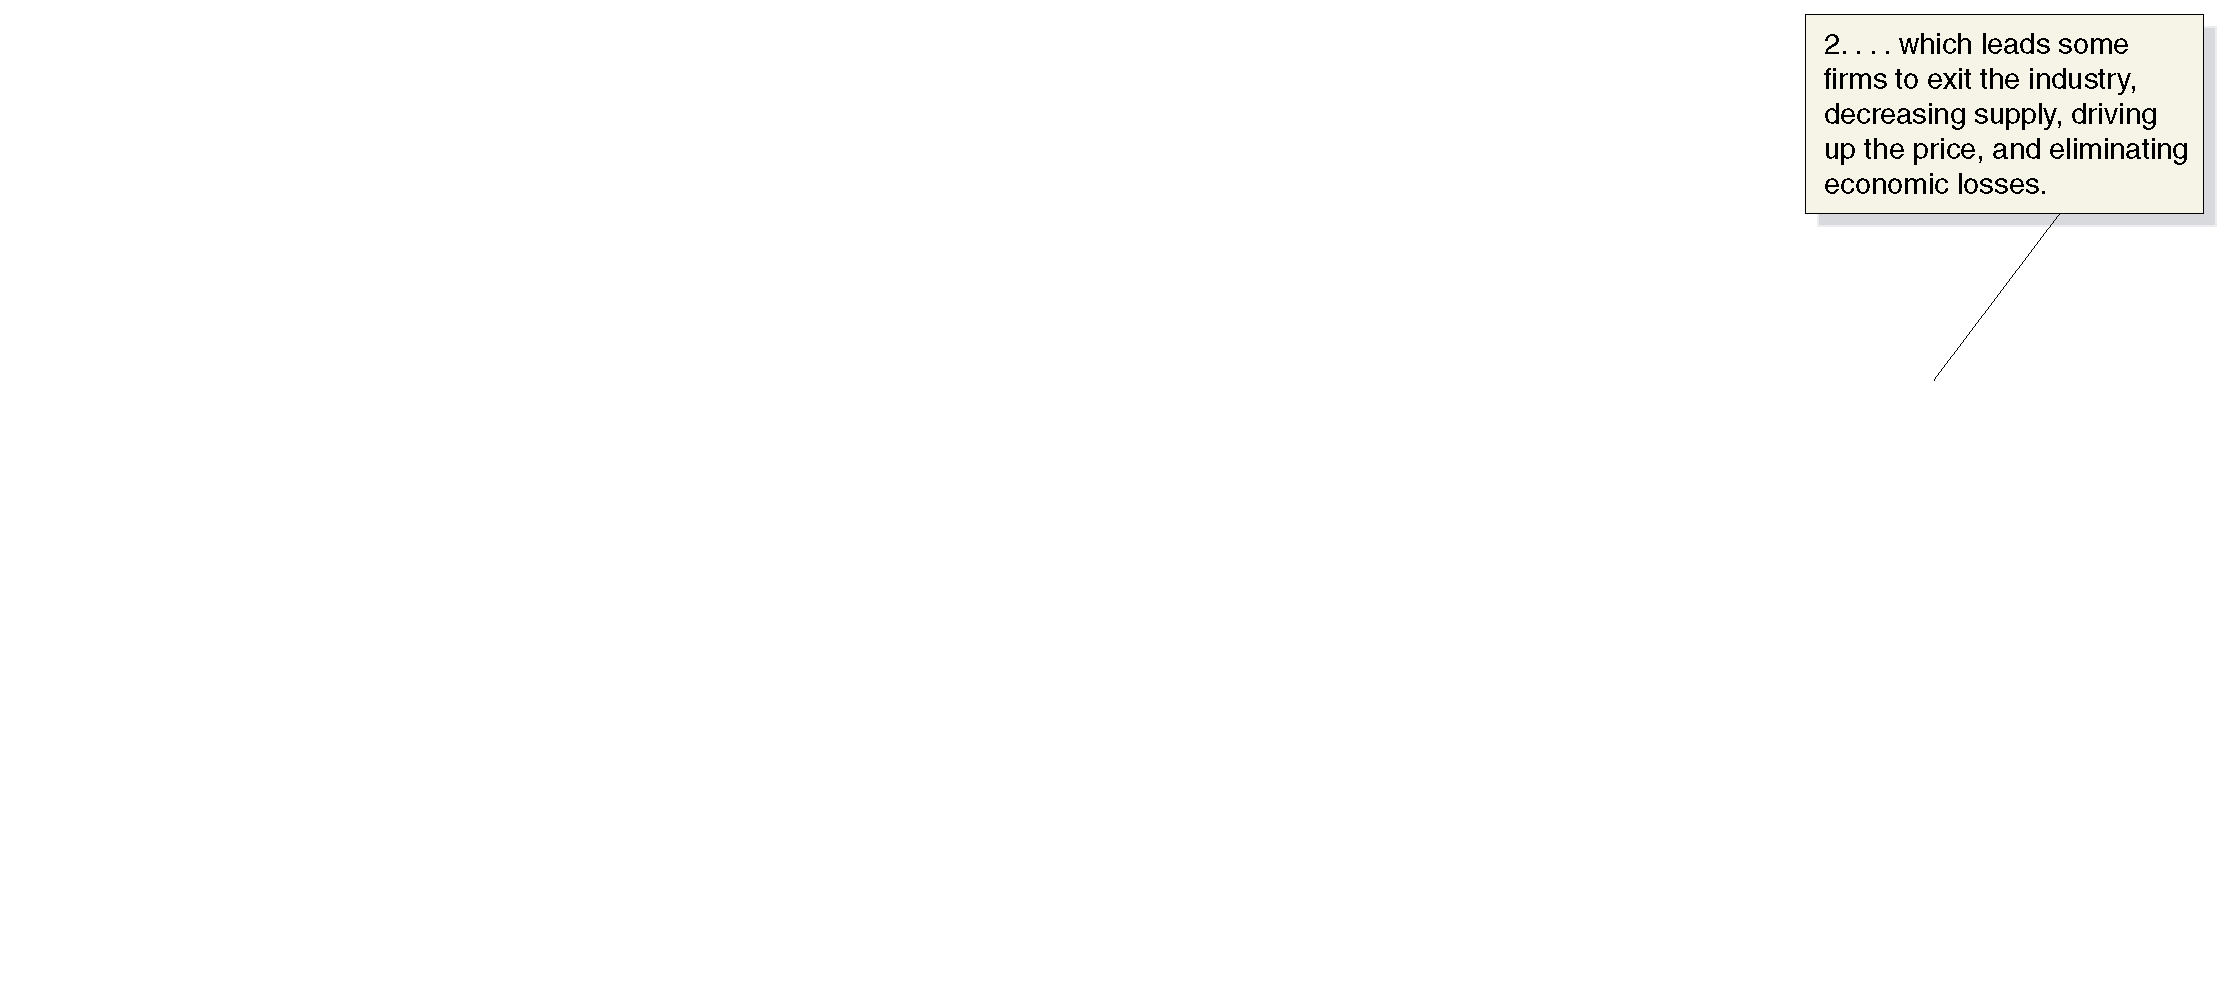 2. . . . which leads some
firms to exit the industry,
decreasing supply, driving
up the price, and eliminating
economic losses.